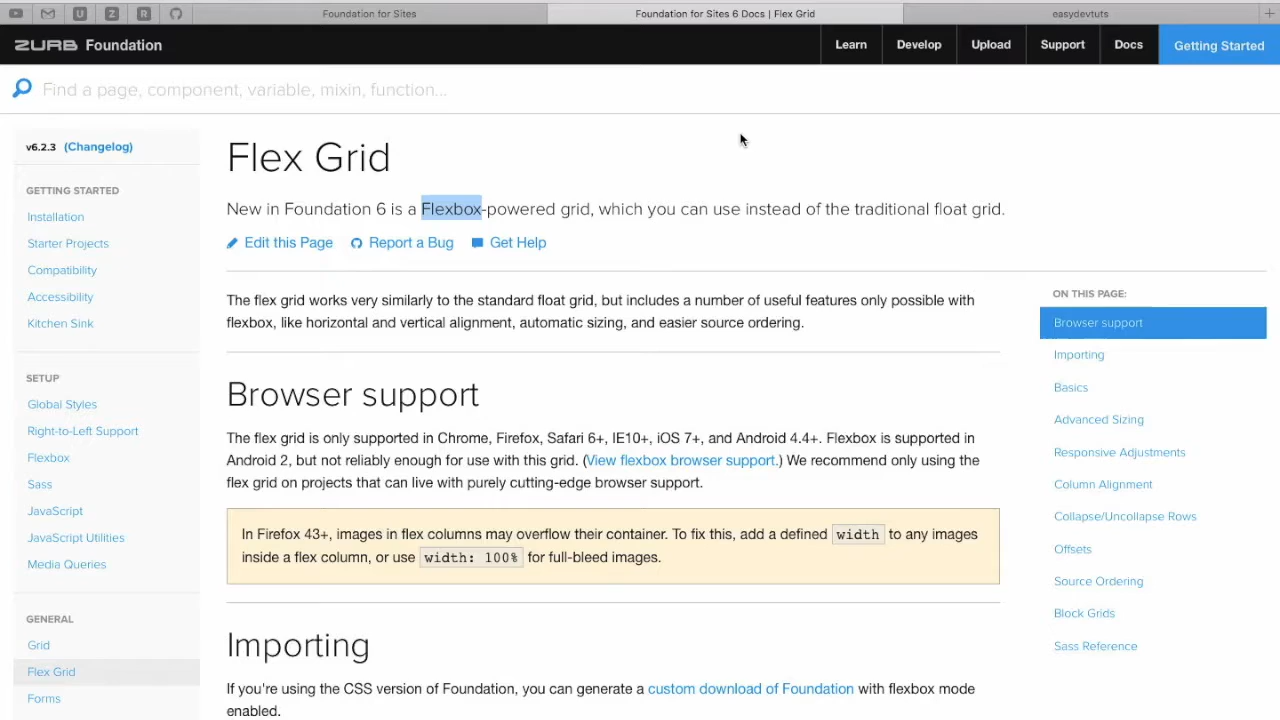 Foundation for Sites
Foundation for Sites 6 Docs | Flex Grid
easydevtuts
ZURB Foundation
Learn
Develop
Upload
Support
Docs
Getting Started
Find a page, component, variable, mixin, function...
v6.2.3 (Changelog)
GETTING STARTED
Installation
Starter Projects
Compatibility
Accessibility
Kitchen Sink
SETUP
Global Styles
Right-to-Left Support
Flexbox
Sass
JavaScript
JavaScript Utilities
Media Queries
GENERAL
Grid
Flex Grid
Forms
Flex Grid
New in Foundation 6 is a Flexbox-powered grid, which you can use instead of the traditional float grid.
Edit this Page
Report a Bug
Get Help
The flex grid works very similarly to the standard float grid, but includes a number of useful features only possible with
flexbox, like horizontal and vertical alignment, automatic sizing, and easier source ordering.
Browser support
The flex grid is only supported in Chrome, Firefox, Safari 6+, IE10+, iOS 7+, and Android 4.4+. Flexbox is supported in
Android 2, but not reliably enough for use with this grid. (View flexbox browser support.) We recommend only using the
flex grid on projects that can live with purely cutting-edge browser support.
In Firefox 43+, images in flex columns may overflow their container. To fix this, add a defined width to any images
inside a flex column, or use width: 100% for full-bleed images.
Importing
If you're using the CSS version of Foundation, you can generate a custom download of Foundation with flexbox mode
enabled.
ON THIS PAGE:
Browser support
Importing
Basics
Advanced Sizing
Responsive Adjustments
Column Alignment
Collapse/Uncollapse Rows
Offsets
Source Ordering
Block Grids
Sass Reference